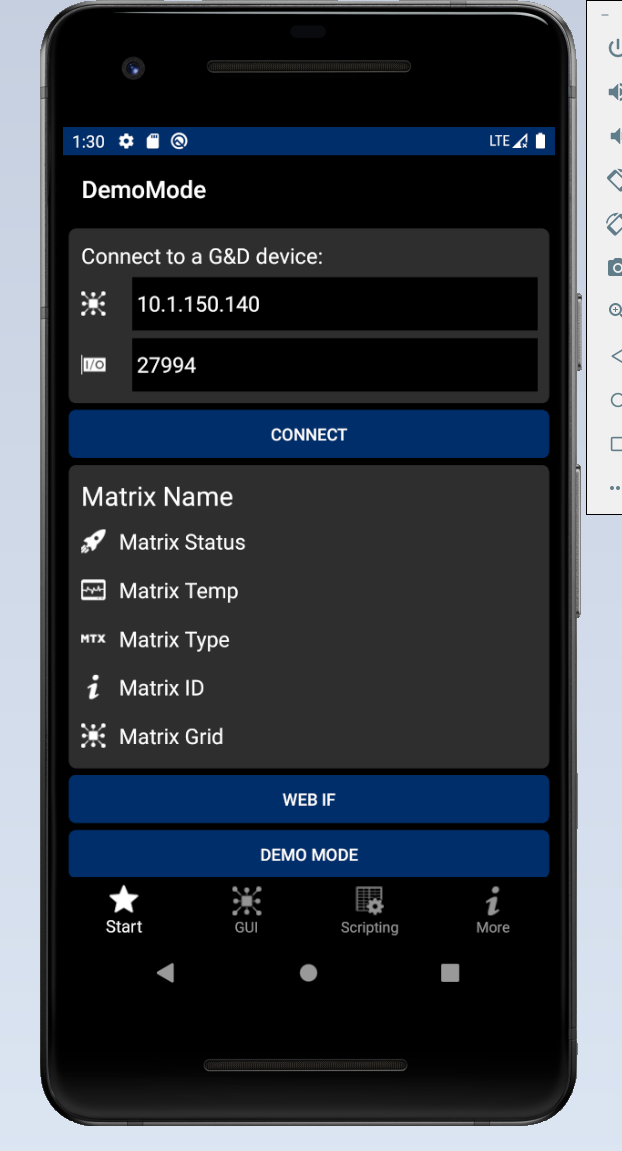 1:30
LTE
DemoMode
Connect to a G&D device:
10.1.150.140
I/O
27994
CONNECT
Matrix Name
Matrix Status
Matrix Temp
MTX Matrix Type
Matrix ID
Matrix Grid
WEB IF
DEMO MODE
Start GUI Scripting More